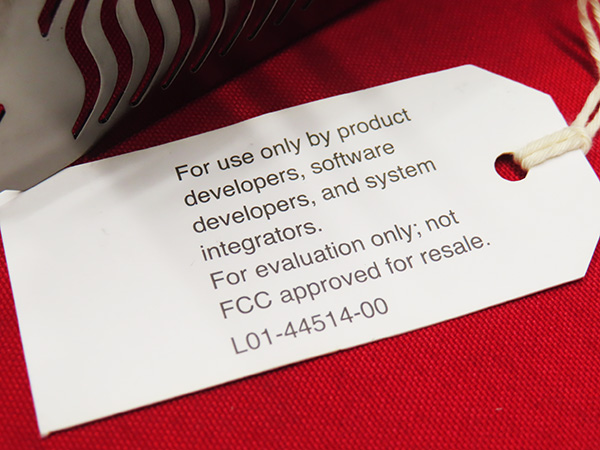 For use only by product
developers, software
developers, and system
integrators.
For evaluation only; not
FCC approved for resale.
L01-44514-00